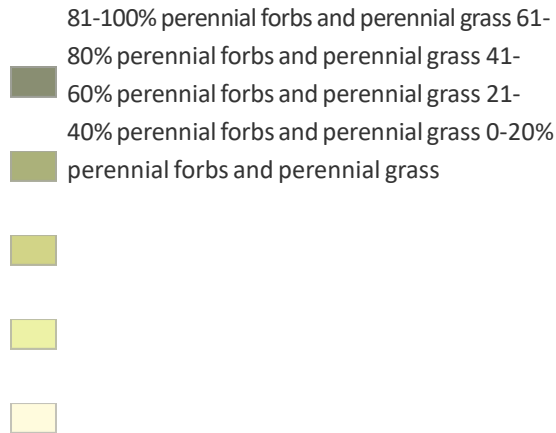 81-100% perennial forbs and perennial grass 61-
80% perennial forbs and perennial grass 41-
60% perennial forbs and perennial grass 21-
40% perennial forbs and perennial grass 0-20%
perennial forbs and perennial grass